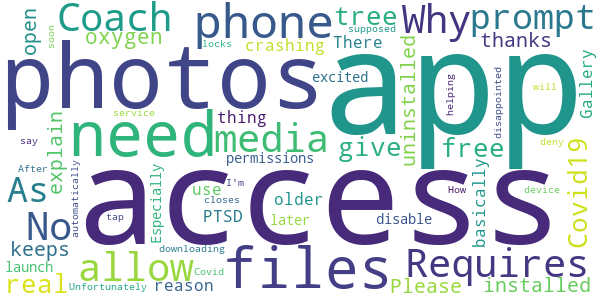 Coach
phone
Why
prompt
open
soon
oxygen
locks
tree
supposed
crashing
There
thanks
photos
app
excited
uninstalled
Gallery
helping
disappointed
need
media
give
free
will
explain
thing
permissions
say
As
service
After
automatically
access
deny
Covid19
No
tap
closes
Especially
I'm
use
PTSD
older
later
disable
basically
How
device
keeps
launch
allow
downloading
files
Requires
real
Unfortunately
reason
Covid
Please
installed